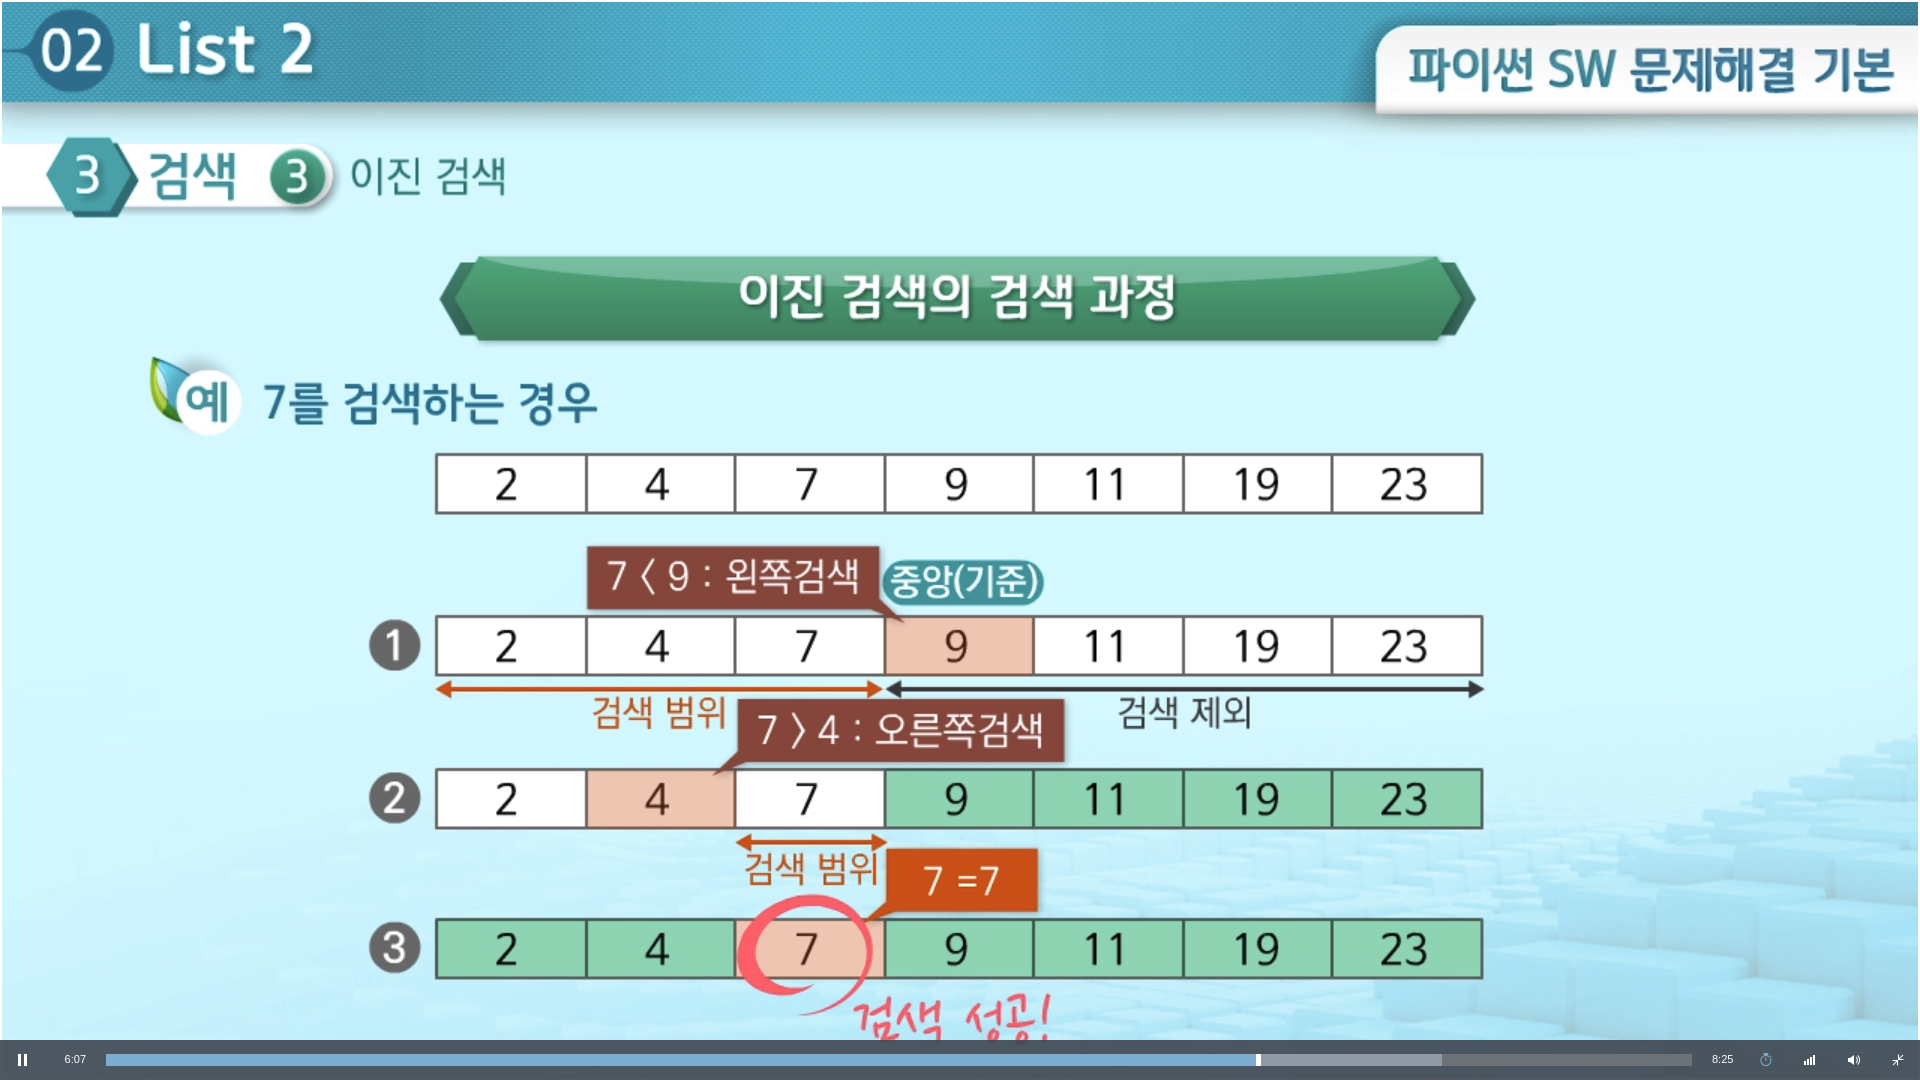 02 List 2
파이썬 SW 문제해결 기본
3 검색 3 이진 검색
이진 검색의 검색 과정
예 7를 검색하는 경우
2 4 7 9 11 19 23
7 < 9 : 왼쪽검색 중앙(기준)
1 2 4 7 9 11 19 23
검색 범위 검색 제외
7 > 4 : 오른쪽검색
2 2 4 7 9 11 19 23
검색 범위 7 =7
3 2 4 7 9 11 19 23
검색 성공!
6:07 8:25